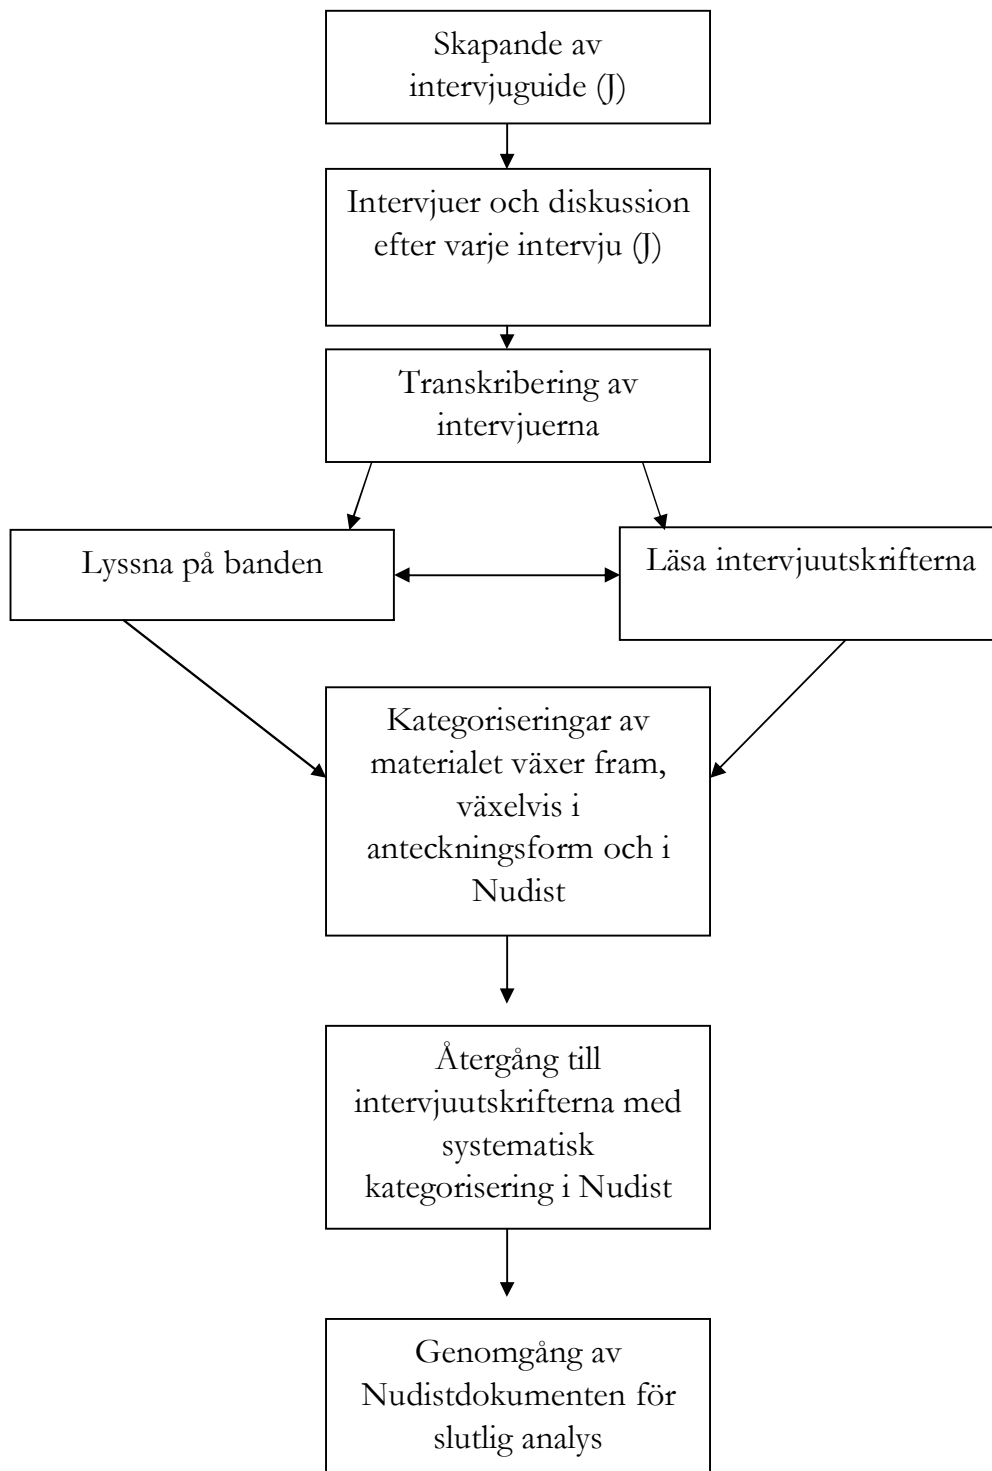 Skapande av
intervjuguide (J)
Intervjuer och diskussion
efter varje intervju (J)
Transkribering av
intervjuerna
Lyssna på banden
Läsa intervjuutskrifterna
Kategoriseringar av
materialet växer fram,
växelvis i
anteckningsform och i
Nudist
Återgång till
intervjuutskrifterna med
systematisk
kategorisering i Nudist
Genomgång av
Nudistdokumenten för
slutlig analys